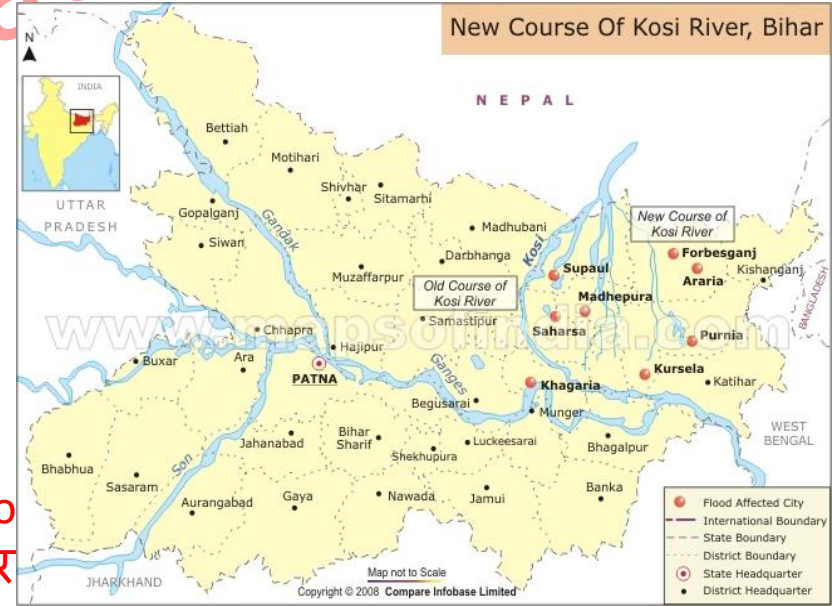 New Course Of Kosi River, Bihar
N
INDIA
NEPAL
UTTAR
PRADESH
Bettiah
Motihari
Shivhar
Sitamarhi
Gopalganj
Gandak
Siwan
Madhubani
Darbhanga
Muzaffarpur
Kosi
New Course of
Kosi River
Forbesganj
Araria
Kishanganj
Supaul
Madhepura
Old Course of
Kosi River
Samastipur
Saharsa
BANGLADESH
www.mapsofindia.com
Chhapra
Hajipur
Purnia
Buxar
Ara
PATNA
Ganges
Khagaria
Kursela
Katihar
Begusarai
Munger
WEST
BENGAL
Jahanabad
Bihar
Sharif
Luckeesarai
Shekhupura
Bhagalpur
Bhabhua
Sasaram
Son
Aurangabad
Gaya
Nawada
Jamui
Banka
Flood Affected City
International Boundary
State Boundary
District Boundary
State Headquarter
District Headquarter
JHARKHAND
Map not to Scale
Copyright © 2008 Compare Infobase Limited